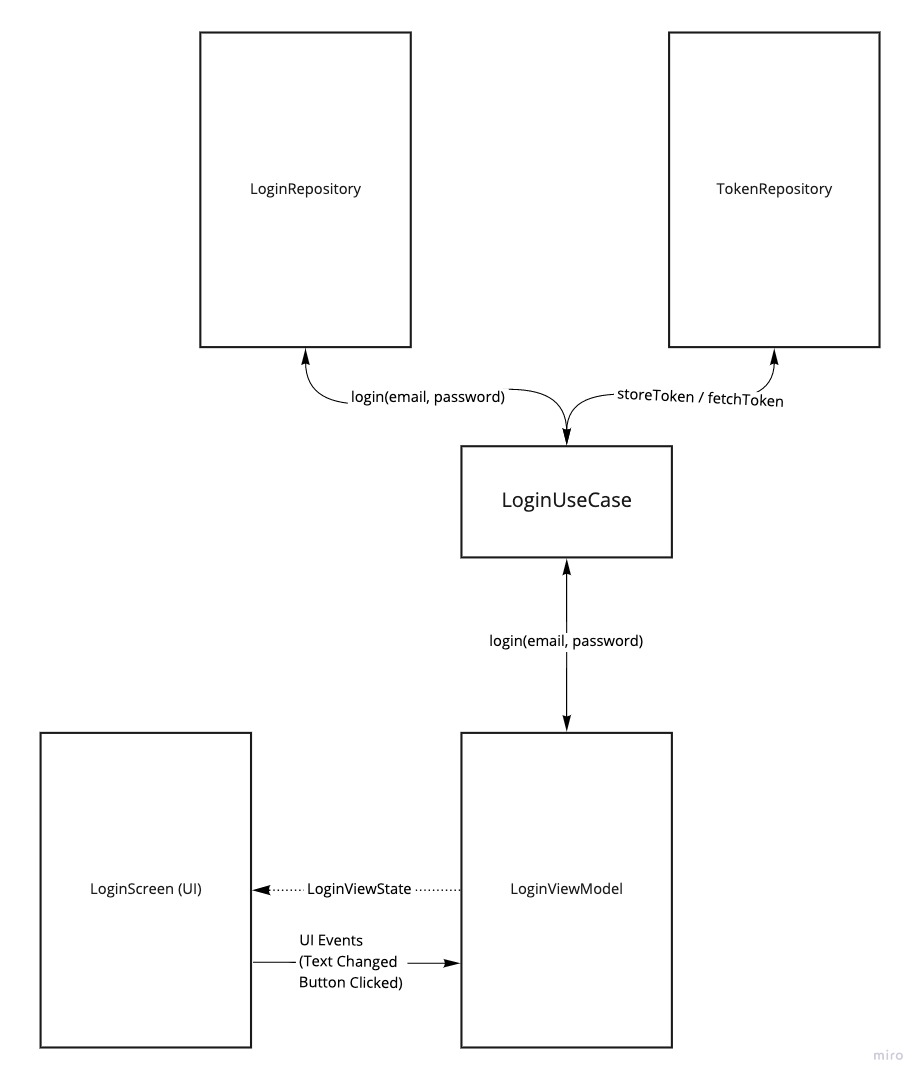 LoginRepository
TokenRepository
login(email, password)
storeToken / fetchToken
LoginUseCase
login(email, password)
LoginScreen (UI)
LoginViewState
LoginViewModel
UI Events
(Text Changed
Button Clicked)
miro